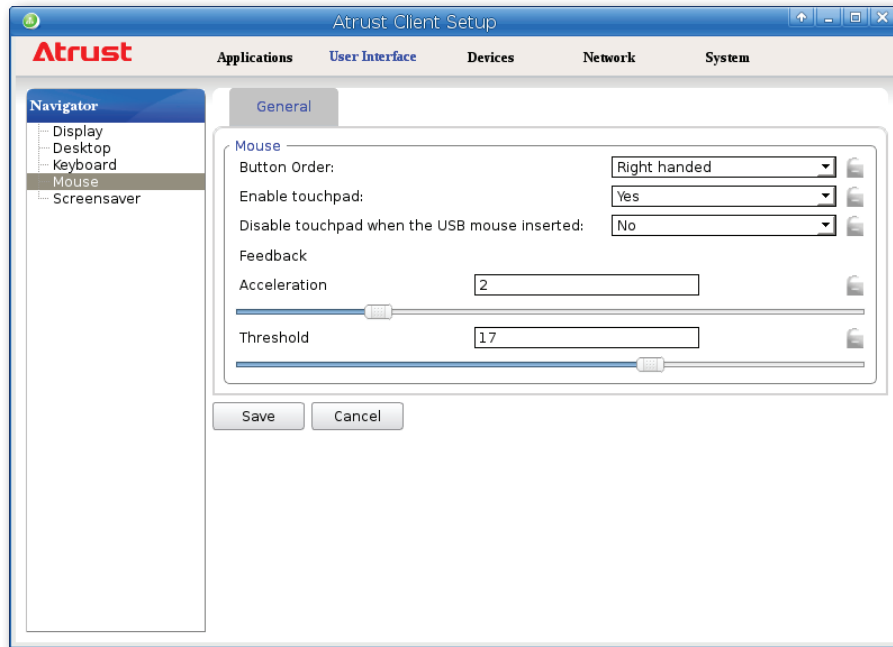 Atrust Client Setup
Atrust Applications User Interface Devices Network System
Navigator
Display
Desktop
Keyboard
Mouse
Screensaver
General
Mouse
Button Order: Right handed
Enable touchpad: Yes
Disable touchpad when the USB mouse inserted: No
Feedback
Acceleration 2
Threshold 17
Save Cancel